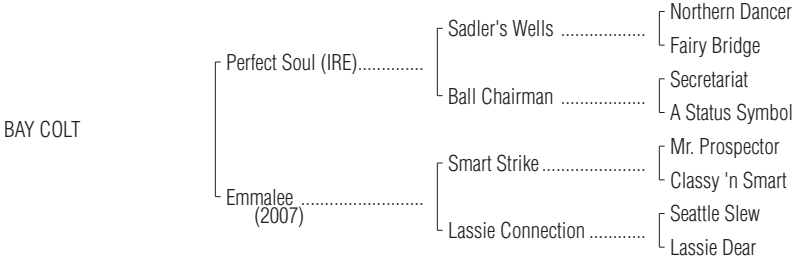 Northern Dancer
Sadler's Wells ...................
Fairy Bridge
Perfect Soul (IRE)..............
Secretariat
Ball Chairman ...................
A Status Symbol
BAY COLT
Mr. Prospector
Smart Strike.......................
Classy 'n Smart
Emmalee ..........................
(2007)
Seattle Slew
Lassie Connection ............
Lassie Dear